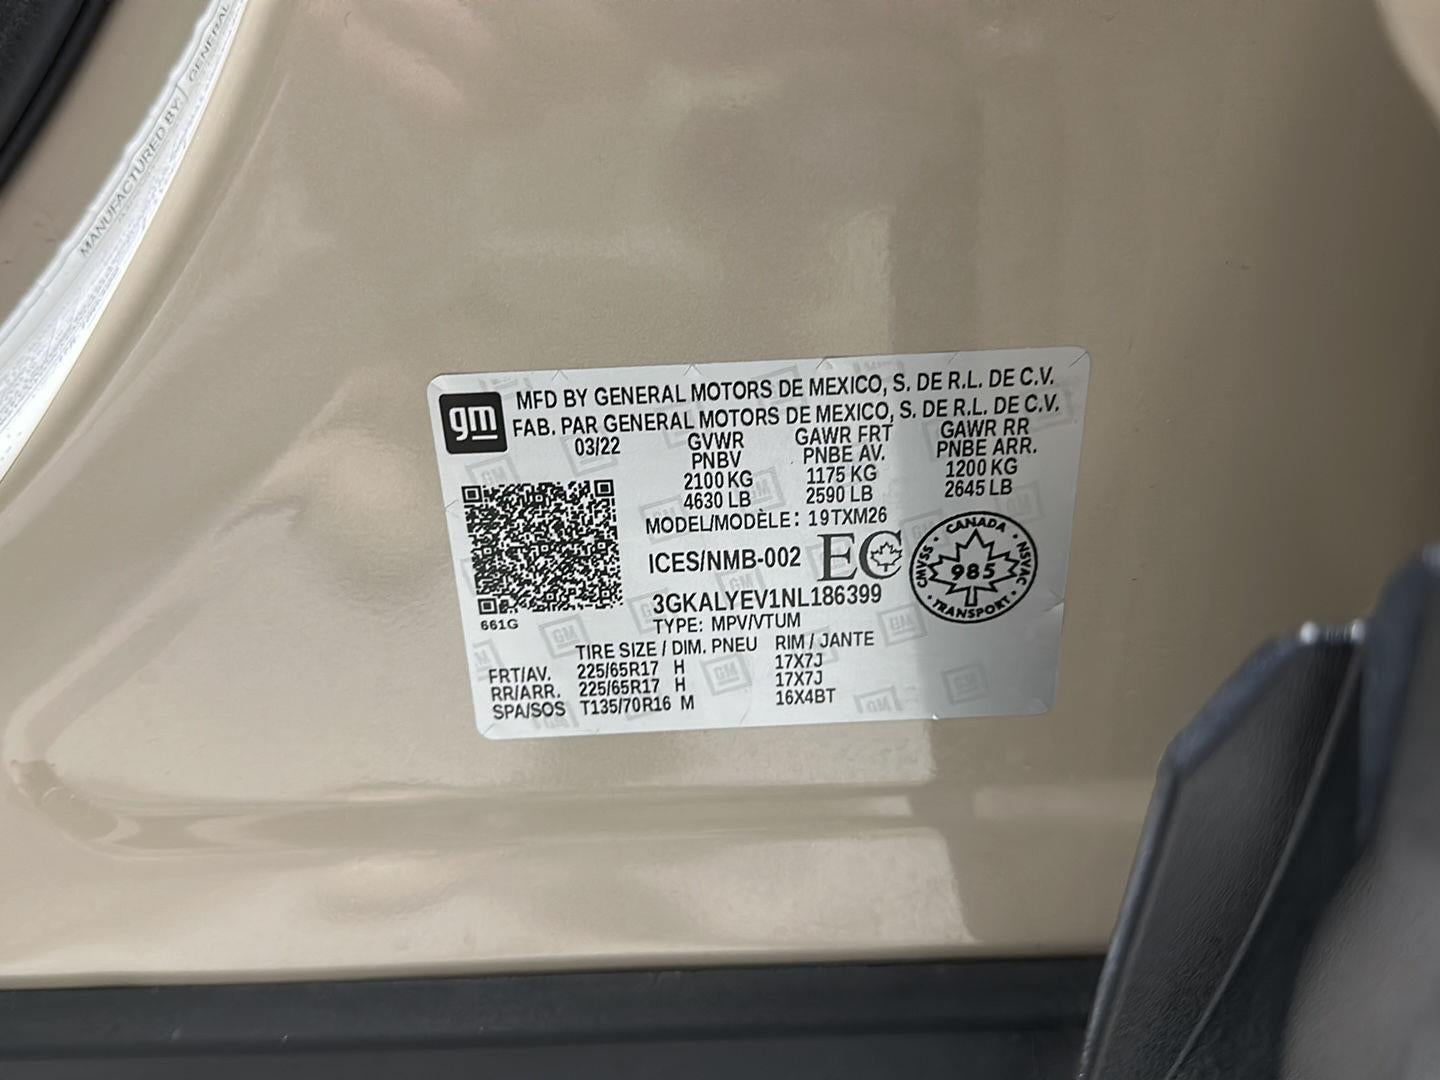 MANUFACTURED BY: GENERAL
gm
MFD BY GENERAL MOTORS DE MEXICO, S. DE R.L. DE C.V.
FAB. PAR GENERAL MOTORS DE MEXICO, S. DE R.L. DE C.V.
03/22 GVWR GAWR FRT GAWR RR
PNBV PNBE AV. PNBE ARR.
2100 KG 1175 KG 1200 KG
4630 LB 2590 LB 2645 LB
MODEL/MODÈLE: 19TXM26
ICES/NMB-002 EC
CANADA
CMVSS 985 NSVAC
TRANSPORT
3GKALYEV1NL186399
661G
TYPE: MPV/VTUM
TIRE SIZE / DIM. PNEU RIM / JANTE
FRT/AV. 225/65R17 H 17X7J
RR/ARR. 225/65R17 H 17X7J
SPA/SOS T135/70R16 M 16X4BT